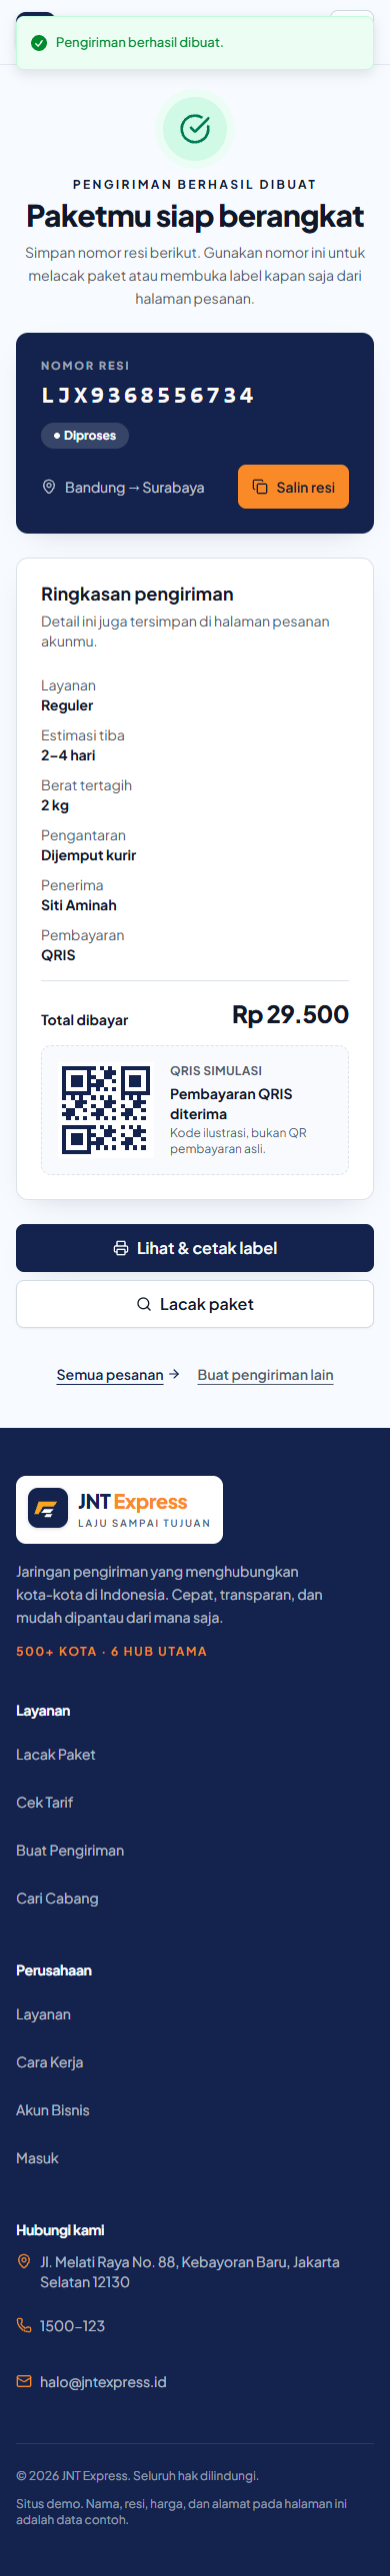 Pengiriman berhasil dibuat.
PENGIRIMAN BERHASIL DIBUAT
Paketmu siap berangkat
Simpan nomor resi berikut. Gunakan nomor ini untuk
melacak paket atau membuka label kapan saja dari
halaman pesanan.
NOMOR RESI
LJX9368556734
Diproses
Bandung → Surabaya
Salin resi
Ringkasan pengiriman
Detail ini juga tersimpan di halaman pesanan
akunmu.
Layanan
Reguler
Estimasi tiba
2–4 hari
Berat tertagih
2 kg
Pengantaran
Dijemput kurir
Penerima
Siti Aminah
Pembayaran
QRIS
Total dibayar
Rp 29.500
QRIS SIMULASI
Pembayaran QRIS
diterima
Kode ilustrasi, bukan QR
pembayaran asli.
Lihat & cetak label
Lacak paket
Semua pesanan →
Buat pengiriman lain
JNT Express
LAJU SAMPAI TUJUAN
Jaringan pengiriman yang menghubungkan
kota-kota di Indonesia. Cepat, transparan, dan
mudah dipantau dari mana saja.
500+ KOTA · 6 HUB UTAMA
Layanan
Lacak Paket
Cek Tarif
Buat Pengiriman
Cari Cabang
Perusahaan
Layanan
Cara Kerja
Akun Bisnis
Masuk
Hubungi kami
Jl. Melati Raya No. 88, Kebayoran Baru, Jakarta
Selatan 12130
1500-123
halo@jntexpress.id
© 2026 JNT Express. Seluruh hak dilindungi.
Situs demo. Nama, resi, harga, dan alamat pada halaman ini
adalah data contoh.